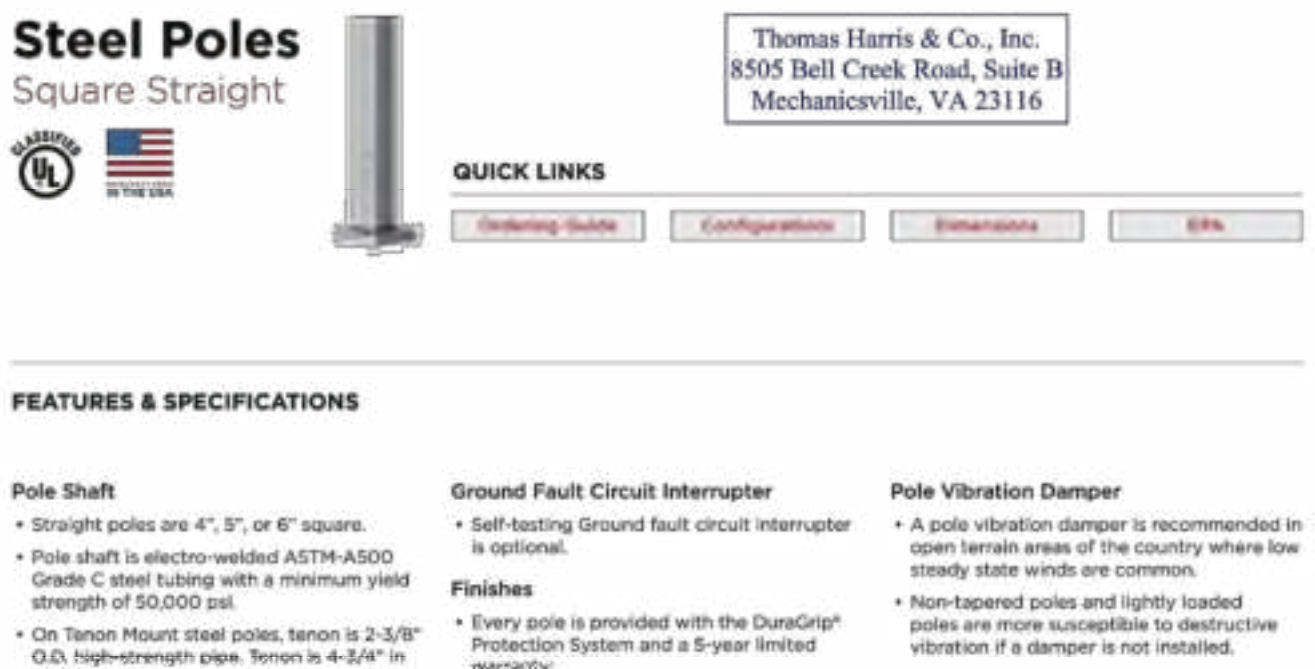 Steel Poles
Square Straight
CLASSIFIED
UL
IN THE USA
Thomas Harris & Co., Inc.
8505 Bell Creek Road, Suite B
Mechanicsville, VA 23116
QUICK LINKS
Ordering Guide
Configurations
Dimensions
EPA
FEATURES & SPECIFICATIONS
Pole Shaft
• Straight poles are 4", 5", or 6" square.
• Pole shaft is electro-welded ASTM-A500
Grade C steel tubing with a minimum yield
strength of 50,000 psi.
• On Tenon Mount steel poles, tenon is 2-3/8"
O.D. high-strength pipe. Tenon is 4-3/4" in
Ground Fault Circuit Interrupter
• Self-testing Ground fault circuit interrupter
is optional.
Finishes
• Every pole is provided with the DuraGrip®
Protection System and a 5-year limited
Pole Vibration Damper
• A pole vibration damper is recommended in
open terrain areas of the country where low
steady state winds are common.
• Non-tapered poles and lightly loaded
poles are more susceptible to destructive
vibration if a damper is not installed.